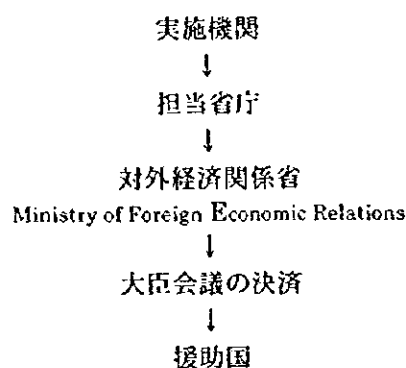 実施機関
↓
担当省庁
↓
対外経済関係省
Ministry of Foreign Economic Relations
↓
大臣会議の決済
↓
援助国